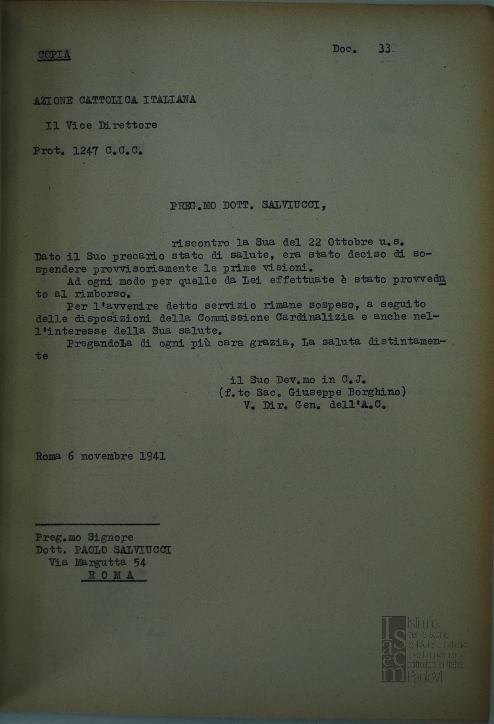 COPIA
Doc. 33.
AZIONE CATTOLICA ITALIANA
Il Vice Direttore
Prot. 1247 C.C.C.
PREG.MO DOTT. SALVIUCCI,
riscontro la Sua del 22 Ottobre u.s.
Dato il Suo precario stato di salute, era stato deciso di so-
spendere provvisoriamente le prime visioni.
Ad ogni modo per quelle da Lei effettuate è stato provvedu
to al rimborso.
Per l'avvenire detto servizio rimane sospeso, a seguito
delle disposizioni della Commissione Cardinalizia e anche nel-
l'interesse della Sua salute.
Pregandola di ogni più cara grazia, La saluta distintamen-
te
il Suo Dev.mo in C.J.
(f.to Sac. Giuseppe Borghino)
V. Dir. Gen. dell'A.C.
Roma 6 novembre 1941
Preg.mo Signore
Dott. PAOLO SALVIUCCI
Via Margutta 54
R O M A
Isacem
Istituto
Paolo VI